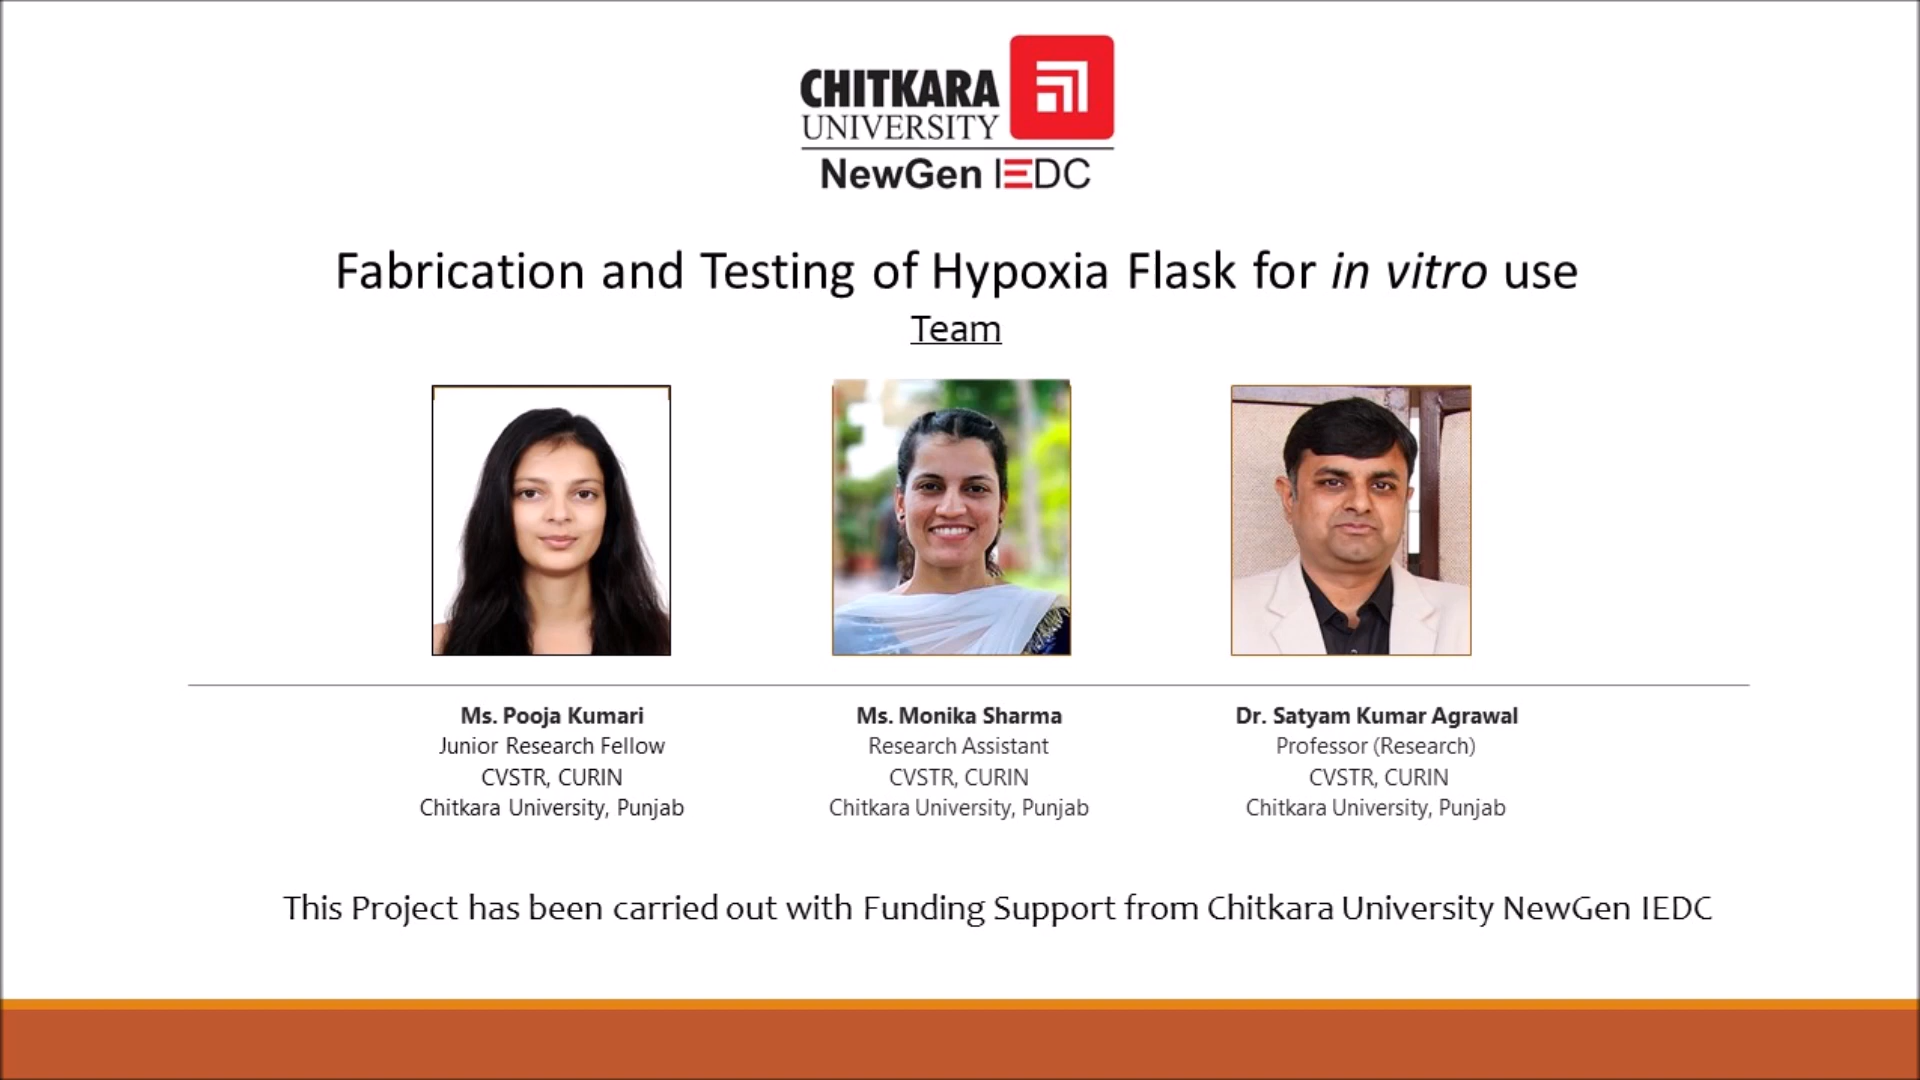 CHITKARA
UNIVERSITY
NewGen IEDC
Fabrication and Testing of Hypoxia Flask for in vitro use
Team
Ms. Pooja Kumari
Junior Research Fellow
CVSTR, CURIN
Chitkara University, Punjab
Ms. Monika Sharma
Research Assistant
CVSTR, CURIN
Chitkara University, Punjab
Dr. Satyam Kumar Agrawal
Professor (Research)
CVSTR, CURIN
Chitkara University, Punjab
This Project has been carried out with Funding Support from Chitkara University NewGen IEDC